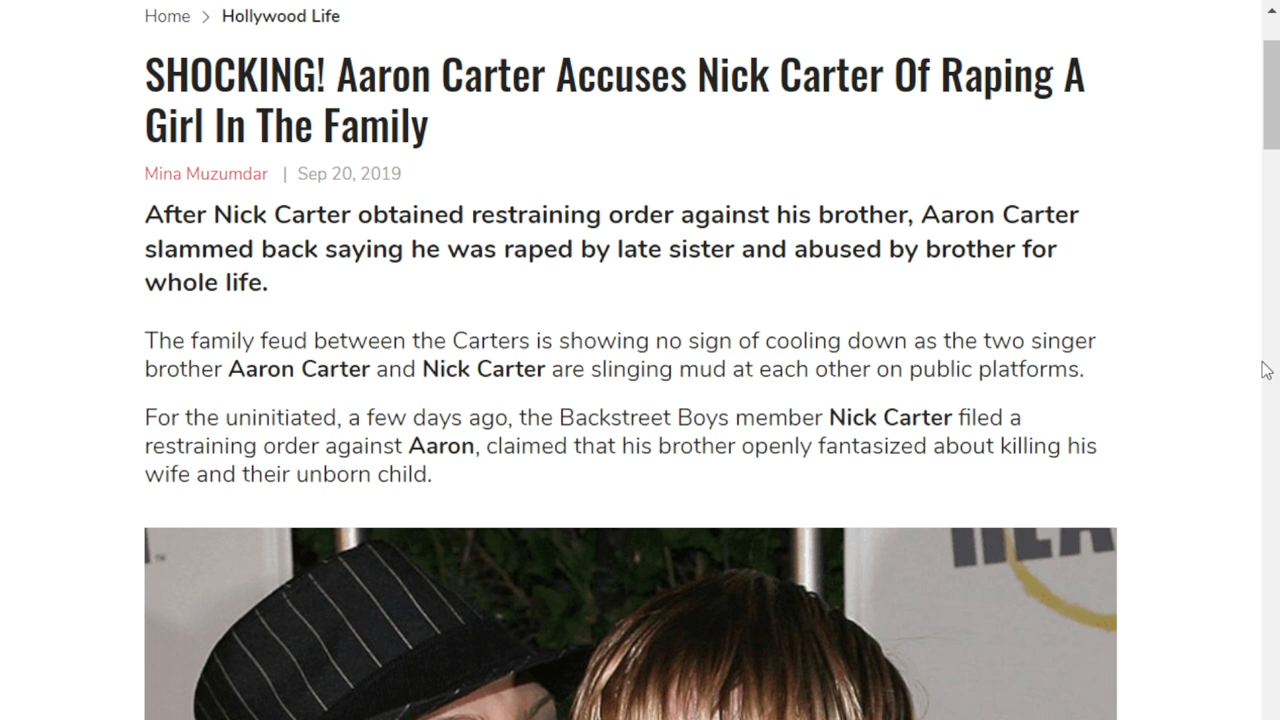 Home > Hollywood Life
SHOCKING! Aaron Carter Accuses Nick Carter Of Raping A
Girl In The Family
Mina Muzumdar | Sep 20, 2019
After Nick Carter obtained restraining order against his brother, Aaron Carter
slammed back saying he was raped by late sister and abused by brother for
whole life.
The family feud between the Carters is showing no sign of cooling down as the two singer
brother Aaron Carter and Nick Carter are slinging mud at each other on public platforms.
For the uninitiated, a few days ago, the Backstreet Boys member Nick Carter filed a
restraining order against Aaron, claimed that his brother openly fantasized about killing his
wife and their unborn child.